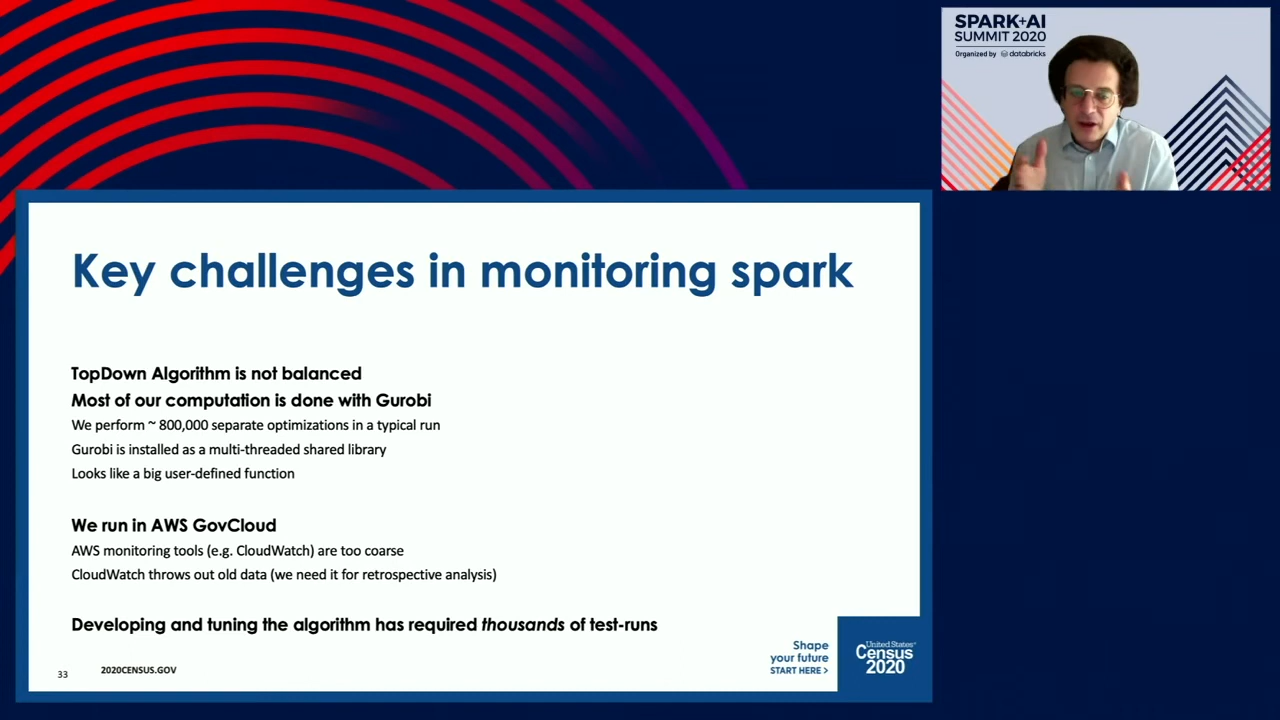 SPARK+AI
SUMMIT 2020
Organized by databricks
Key challenges in monitoring spark
TopDown Algorithm is not balanced
Most of our computation is done with Gurobi
We perform ~ 800,000 separate optimizations in a typical run
Gurobi is installed as a multi-threaded shared library
Looks like a big user-defined function
We run in AWS GovCloud
AWS monitoring tools (e.g. CloudWatch) are too coarse
CloudWatch throws out old data (we need it for retrospective analysis)
Developing and tuning the algorithm has required thousands of test-runs
33
2020CENSUS.GOV
Shape
your future
START HERE >
United States®
Census
2020